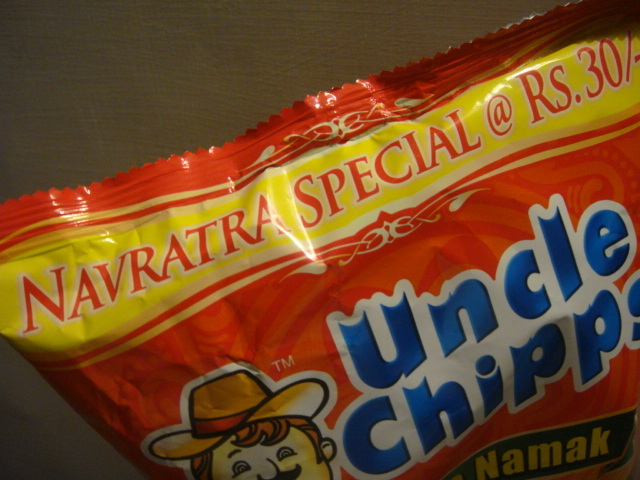 NAVRATRA SPECIAL @ RS.30/-
TM
Uncle
Chipps
Namak